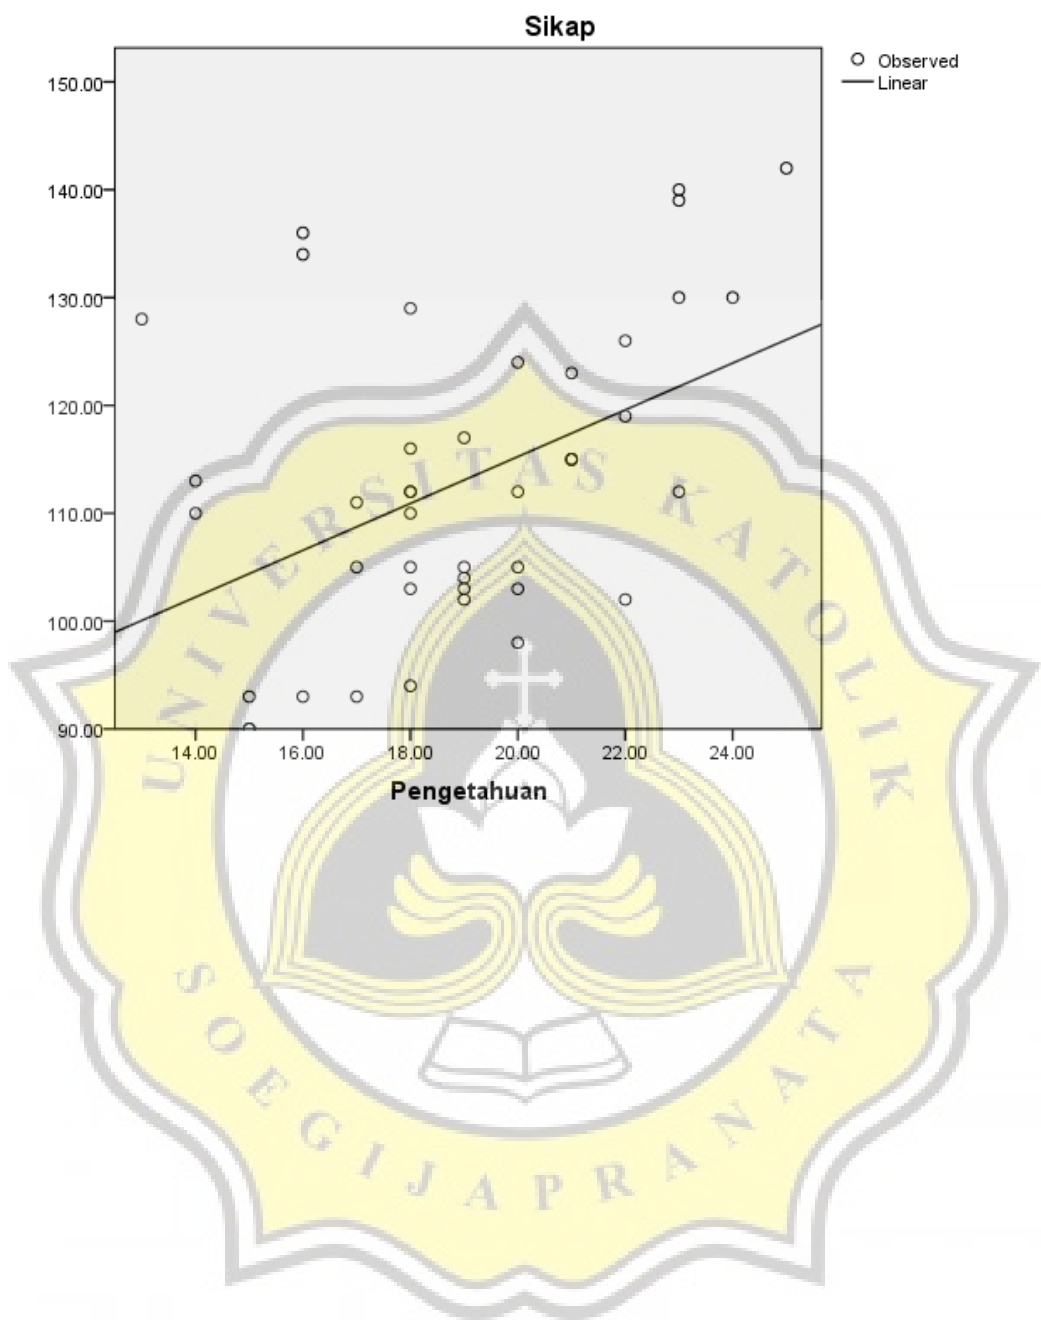 Sikap
Observed
Linear
150.00
140.00
130.00
120.00
110.00
100.00
90.00
14.00 16.00 18.00 20.00 22.00 24.00
Pengetahuan
UNIVERSITAS KATOLIK
SOEGIJAPRANATA